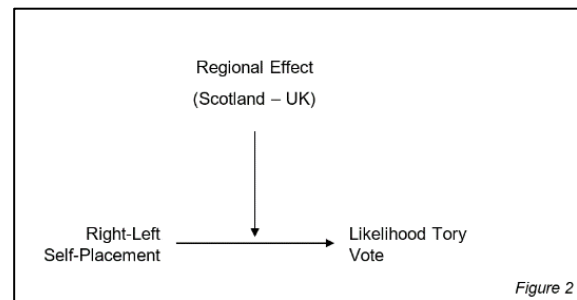 Regional Effect
(Scotland – UK)
Right-Left
Self-Placement
Likelihood Tory
Vote
Figure 2